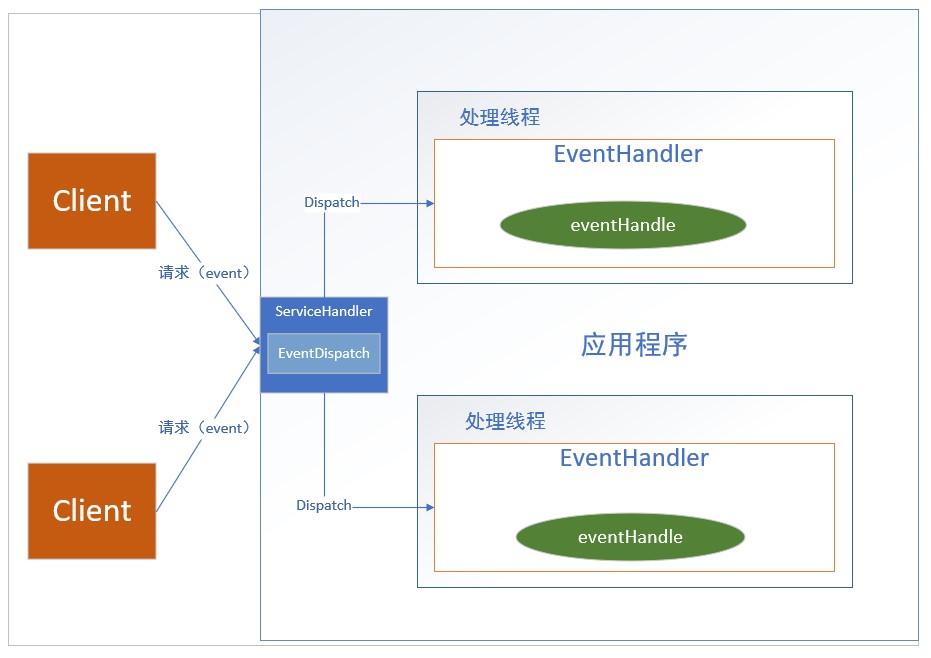 处理线程
EventHandler
eventHandle
Dispatch
Client
请求（event）
ServiceHandler
EventDispatch
应用程序
请求（event）
Client
处理线程
EventHandler
Dispatch
eventHandle